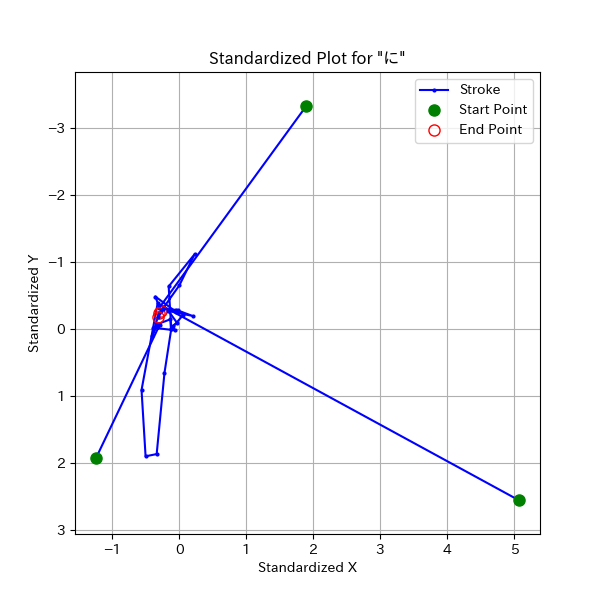 Standardized Plot for "に"
Stroke
Start Point
End Point
−3
−2
−1
0
1
2
3
Standardized Y
−1 0 1 2 3 4 5
Standardized X